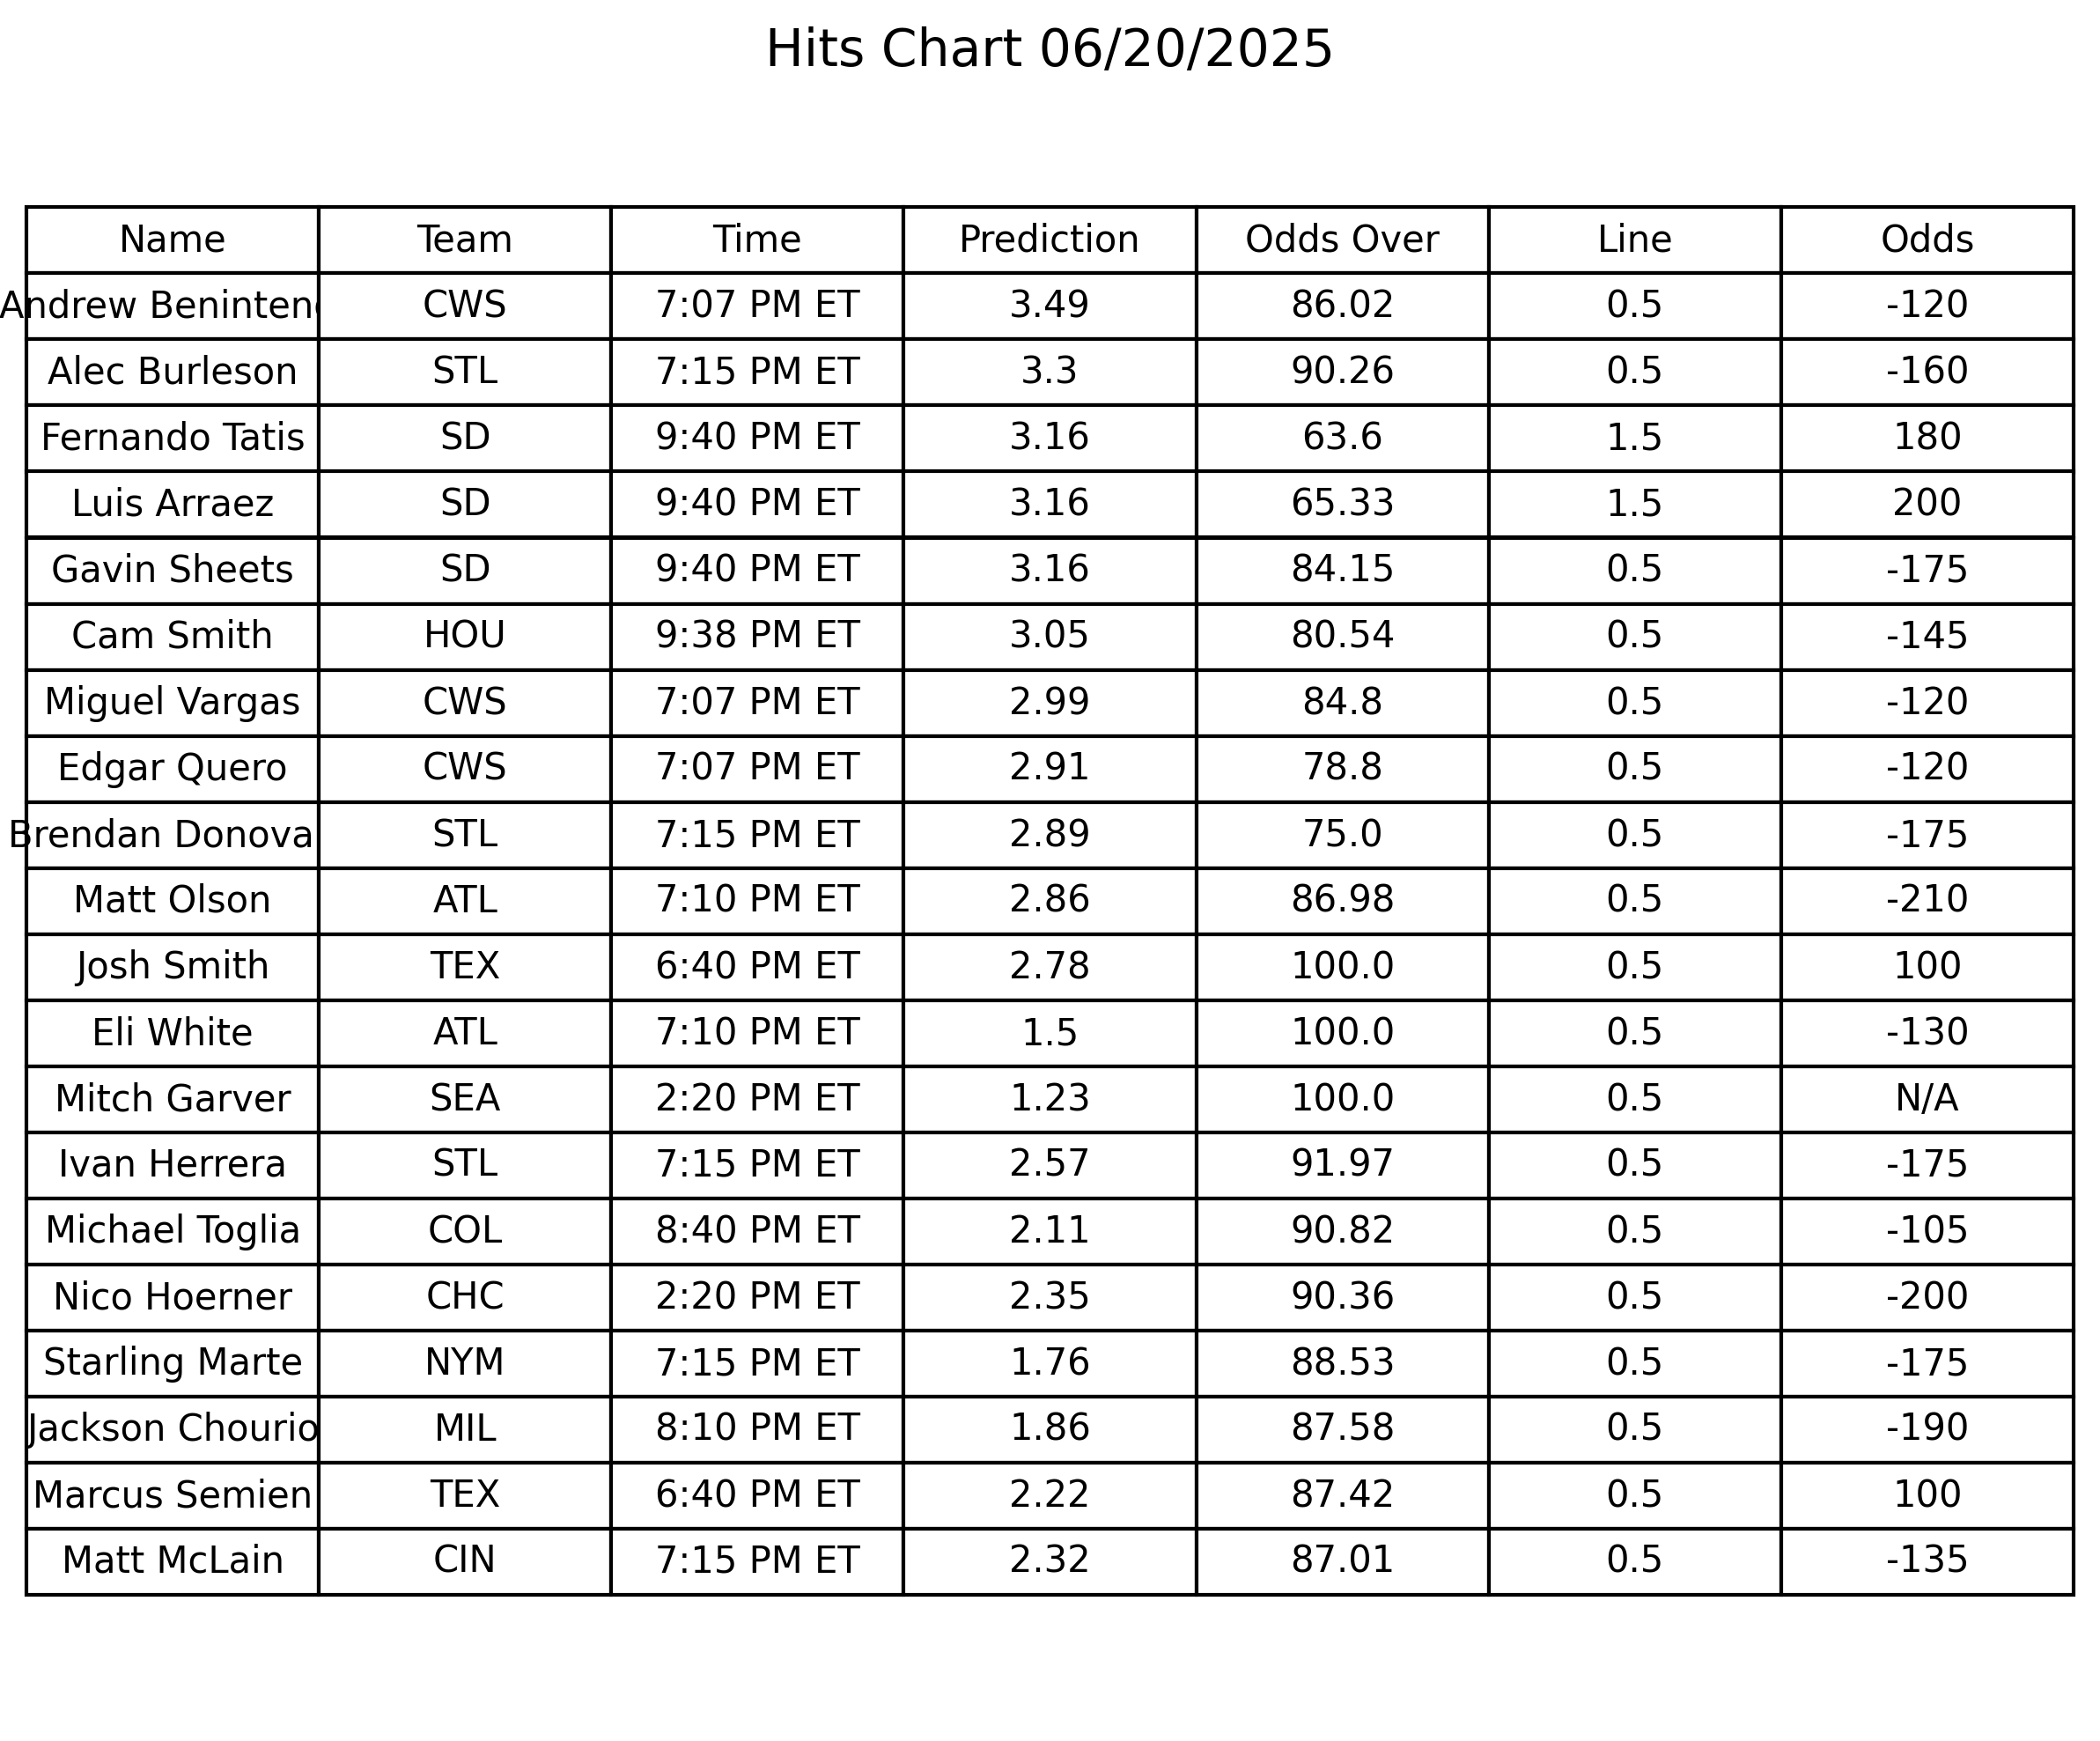 Hits Chart 06/20/2025
Name Team Time Prediction Odds Over Line Odds
Andrew CWS 7:07 PM ET 3.49 86.02 0.5 -120
Alec Burleson STL 7:15 PM ET 3.3 90.26 0.5 -160
Fernando Tatis SD 9:40 PM ET 3.16 63.6 1.5 180
Luis Arraez SD 9:40 PM ET 3.16 65.33 1.5 200
Gavin Sheets SD 9:40 PM ET 3.16 84.15 0.5 -175
Cam Smith HOU 9:38 PM ET 3.05 80.54 0.5 -145
Miguel Vargas CWS 7:07 PM ET 2.99 84.8 0.5 -120
Edgar Quero CWS 7:07 PM ET 2.91 78.8 0.5 -120
Brendan Donova STL 7:15 PM ET 2.89 75.0 0.5 -175
Matt Olson ATL 7:10 PM ET 2.86 86.98 0.5 -210
Josh Smith TEX 6:40 PM ET 2.78 100.0 0.5 100
Eli White ATL 7:10 PM ET 1.5 100.0 0.5 -130
Mitch Garver SEA 2:20 PM ET 1.23 100.0 0.5 N/A
Ivan Herrera STL 7:15 PM ET 2.57 91.97 0.5 -175
Michael Toglia COL 8:40 PM ET 2.11 90.82 0.5 -105
Nico Hoerner CHC 2:20 PM ET 2.35 90.36 0.5 -200
Starling Marte NYM 7:15 PM ET 1.76 88.53 0.5 -175
Jackson Chourio MIL 8:10 PM ET 1.86 87.58 0.5 -190
Marcus Semien TEX 6:40 PM ET 2.22 87.42 0.5 100
Matt McLain CIN 7:15 PM ET 2.32 87.01 0.5 -135